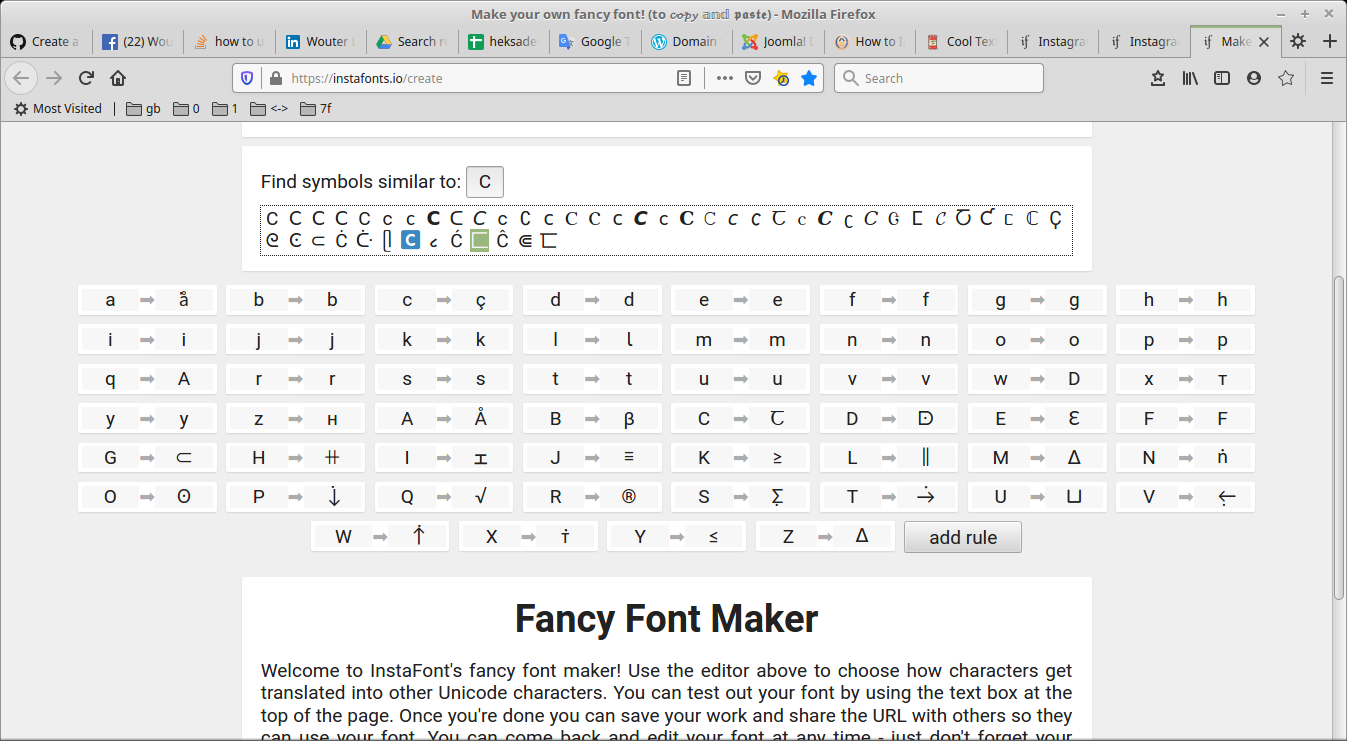 Make your own fancy font! (to 𝓬𝓸𝓹𝔂 𝕒𝕟𝕕 𝖕𝖆𝖘𝖙𝖊) - Mozilla Firefox
Create a (22) Wou how to u Wouter Search re heksade Google T Domain Joomla! D How to I Cool Tex Instagra Instagra Make
https://instafonts.io/create Search
Most Visited gb 0 1 <-> 7f
Find symbols similar to: C
a ➡ ẚ̊ b ➡ b c ➡ ç d ➡ d e ➡ e f ➡ f g ➡ g h ➡ h
i ➡ i j ➡ j k ➡ k l ➡ l m ➡ m n ➡ n o ➡ o p ➡ p
q ➡ A r ➡ r s ➡ s t ➡ t u ➡ u v ➡ v w ➡ D x ➡ т
y ➡ y z ➡ н A ➡ Å B ➡ β C ➡ Ꞇ D ➡ ᗥ E ➡ Ɛ F ➡ F
G ➡ ⊂ H ➡ ⧺ I ➡ ⌶ J ➡ ≡ K ➡ ≥ L ➡ ‖ M ➡ Δ N ➡ ṅ
O ➡ ʘ P ➡ ↓̇ Q ➡ √ R ➡ ® S ➡ Ʃ̣ T ➡ →̇ U ➡ ⊔ V ➡ ←̣
W ➡ ↑̇ X ➡ ṫ Y ➡ ≤ Z ➡ Δ add rule
Fancy Font Maker
Welcome to InstaFont's fancy font maker! Use the editor above to choose how characters get
translated into other Unicode characters. You can test out your font by using the text box at the
top of the page. Once you're done you can save your work and share the URL with others so they
can use your font. You can come back and edit your font at any time - just don't forget your